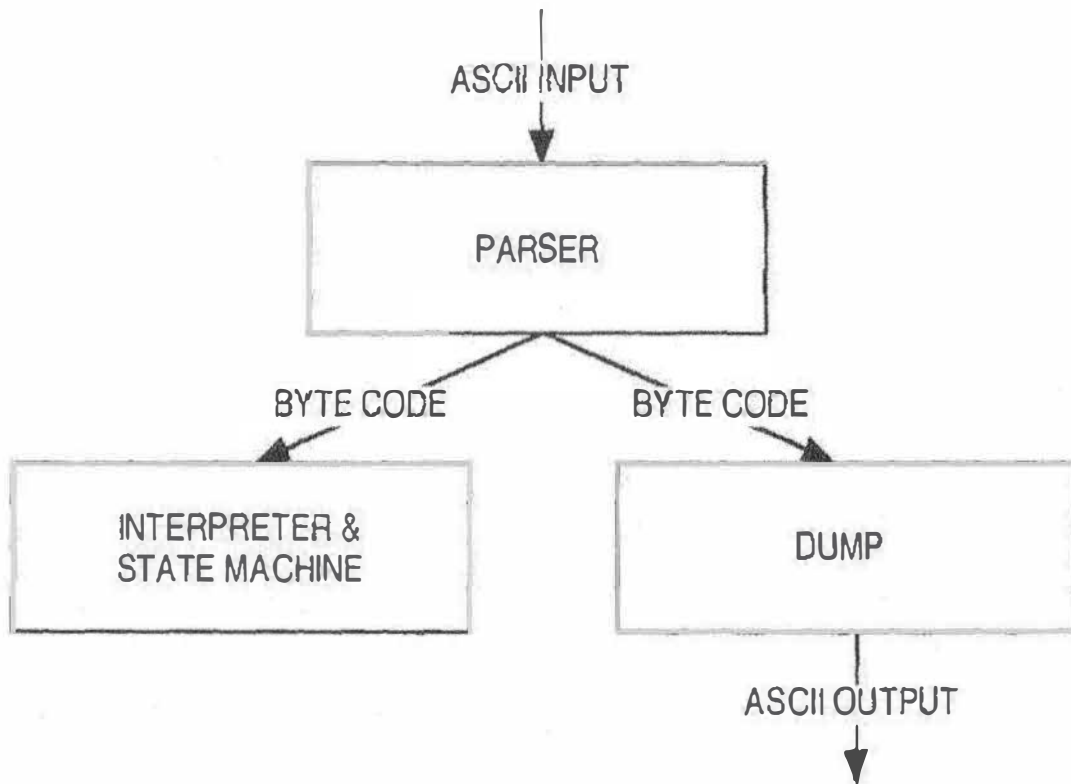 ASCII INPUT
PARSER
BYTE CODE
BYTE CODE
INTERPRETER &
STATE MACHINE
DUMP
ASCII OUTPUT